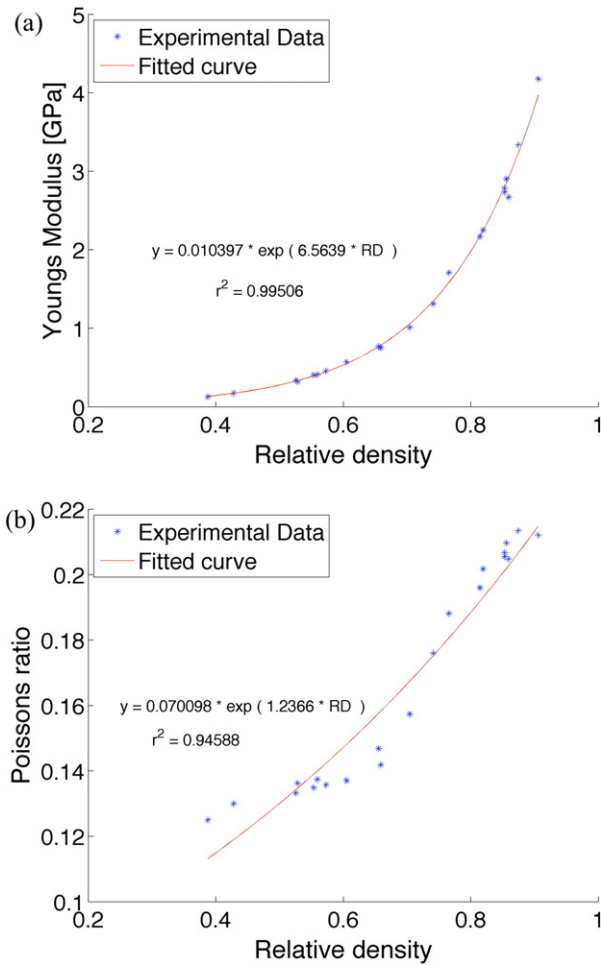 (a)
5
4
3
2
1
0
Youngs Modulus [GPa]
Experimental Data
Fitted curve
y = 0.010397 * exp ( 6.5639 * RD )
r² = 0.99506
0.2 0.4 0.6 0.8 1
Relative density
(b)
0.22
0.2
0.18
0.16
0.14
0.12
0.1
Poissons ratio
Experimental Data
Fitted curve
y = 0.070098 * exp ( 1.2366 * RD )
r² = 0.94588
0.2 0.4 0.6 0.8 1
Relative density